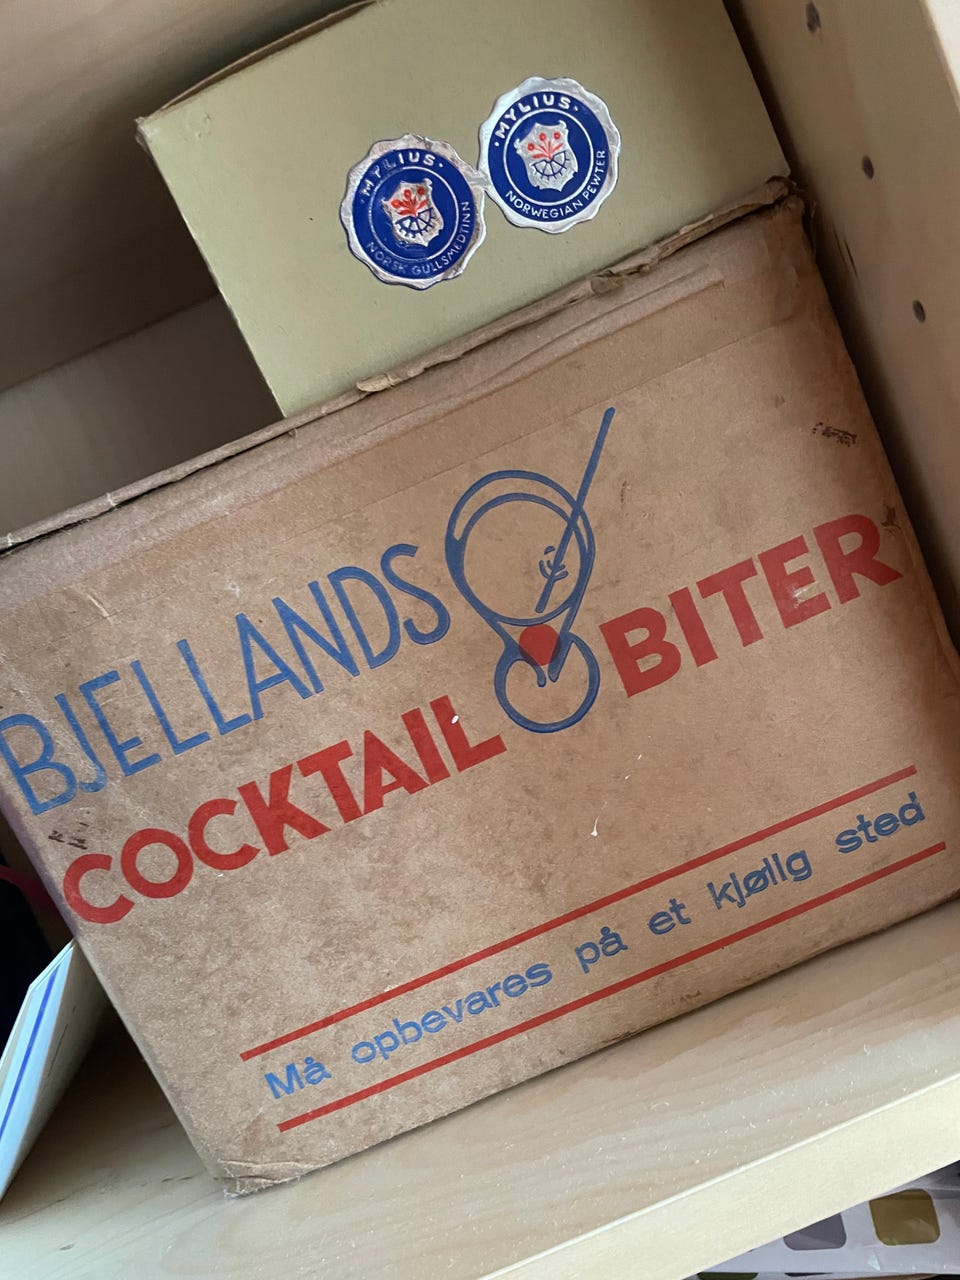 ·MYLIUS·
NORSK GULLSMEDTINN
·MYLIUS·
NORWEGIAN PEWTER
BJELLANDS
COCKTAIL BITER
Må opbevares på et kjølig sted